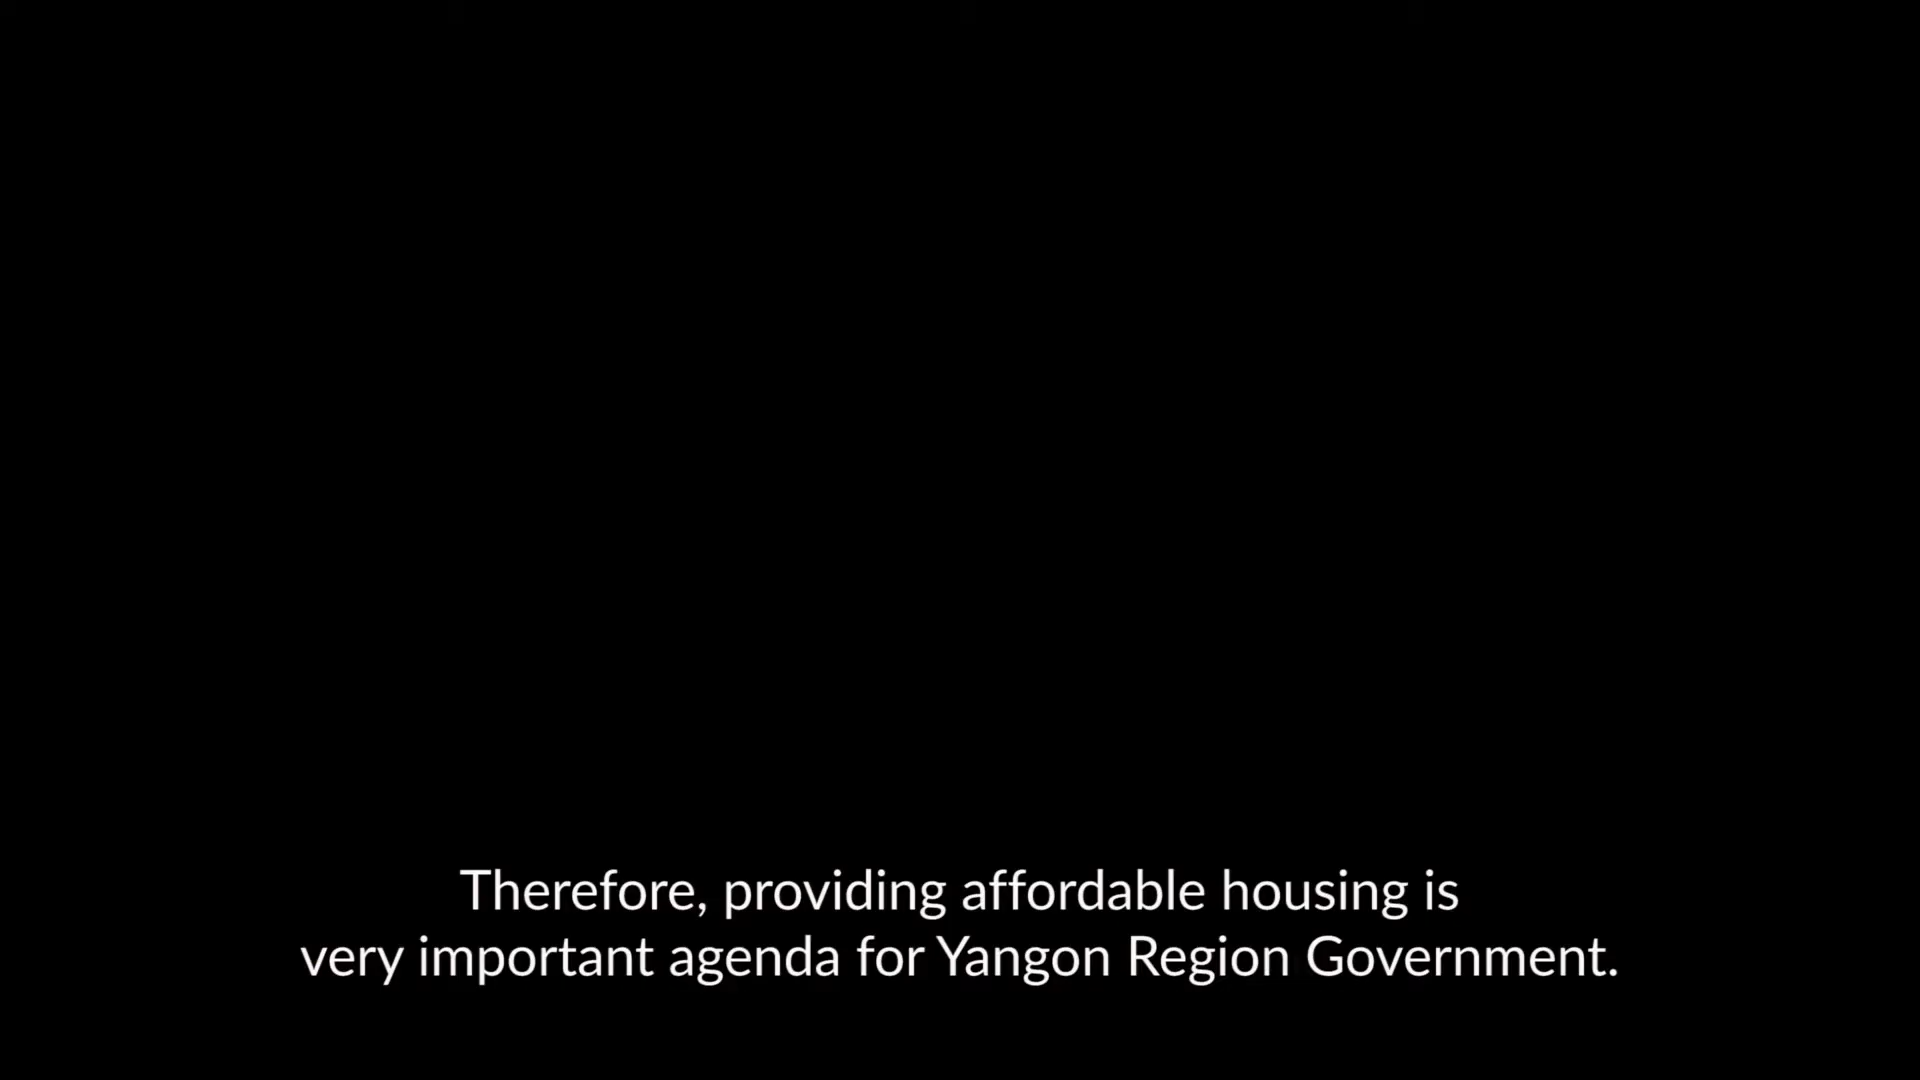 Therefore, providing affordable housing is
very important agenda for Yangon Region Government.